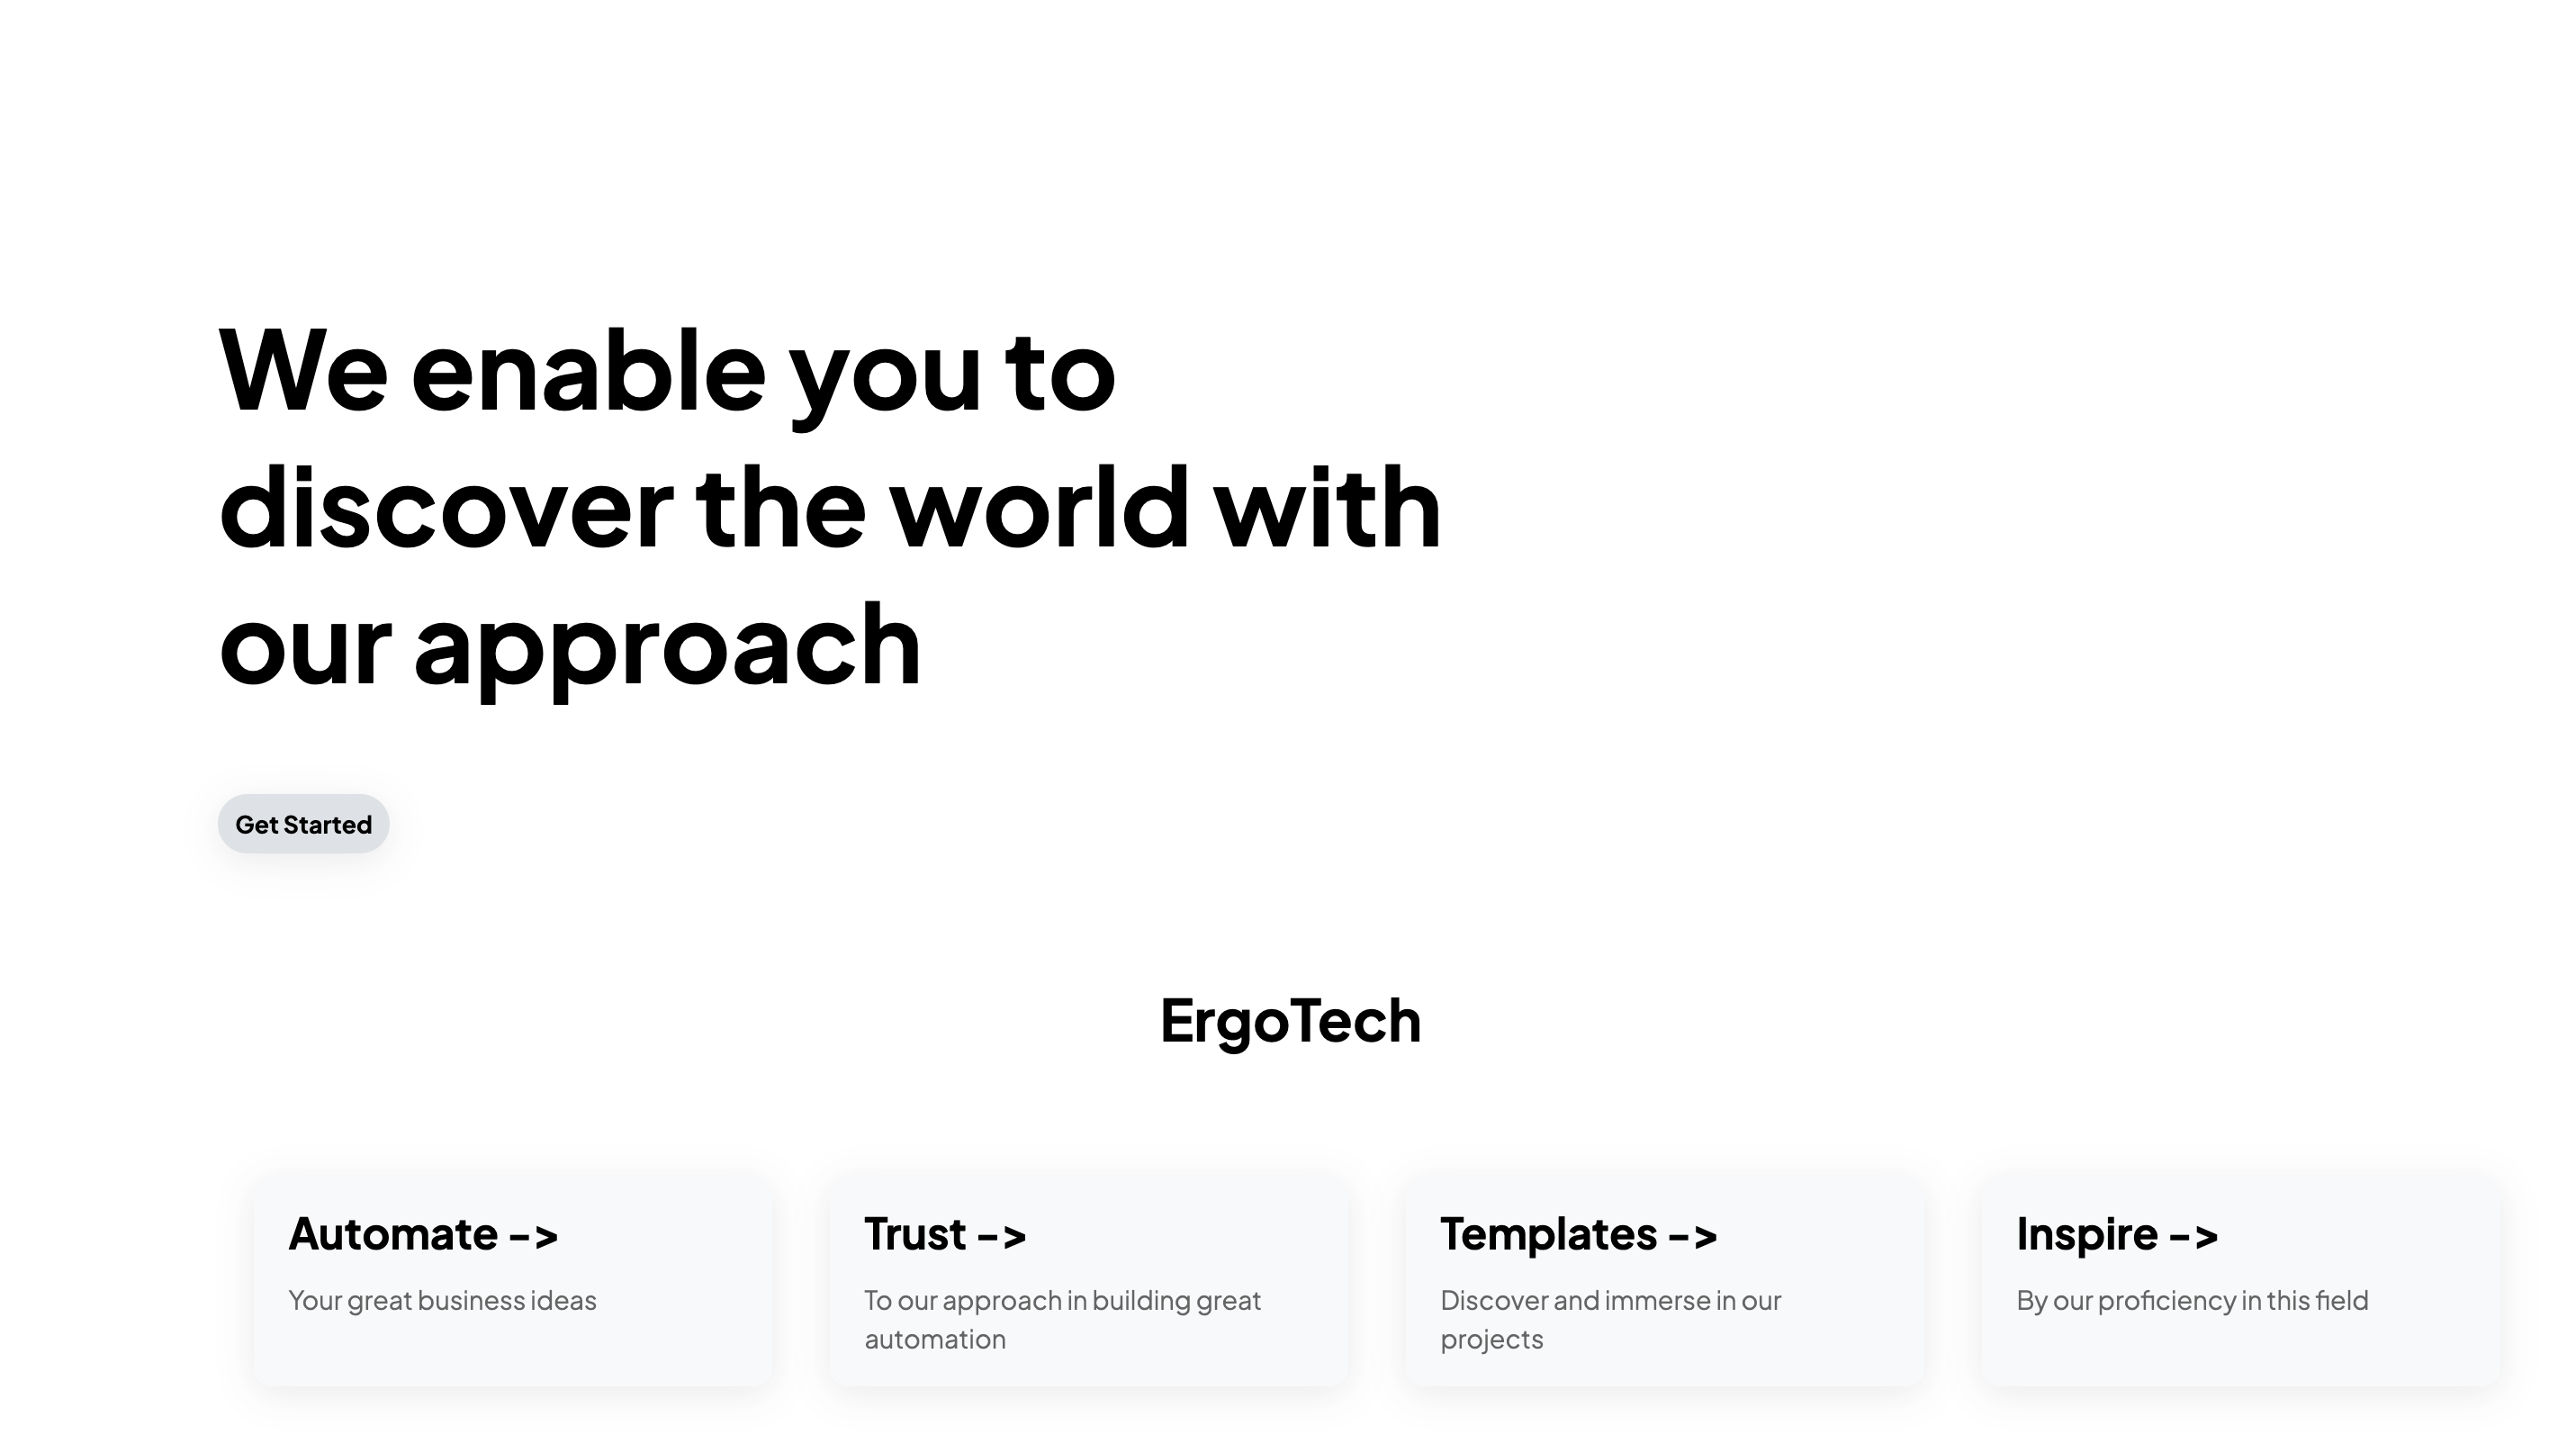 We enable you to
discover the world with
our approach
Get Started
ErgoTech
Automate ->
Your great business ideas
Trust ->
To our approach in building great
automation
Templates ->
Discover and immerse in our
projects
Inspire ->
By our proficiency in this field